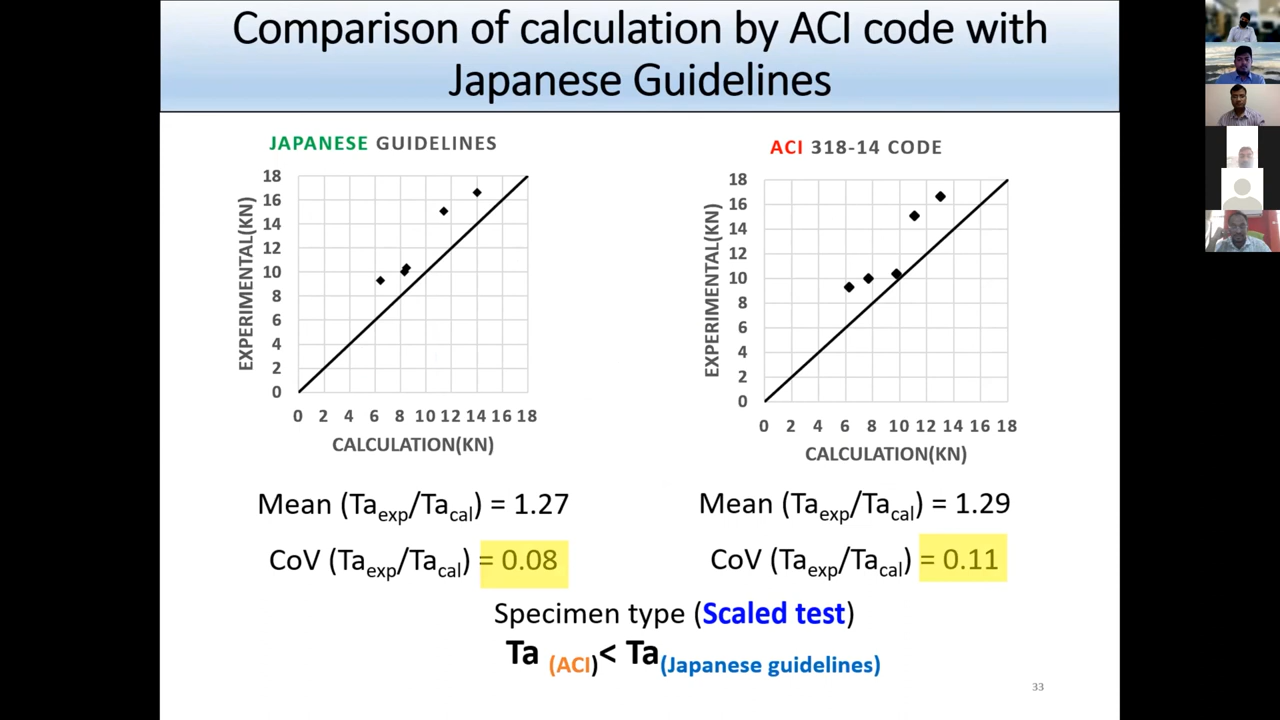 Comparison of calculation by ACI code with
Japanese Guidelines
JAPANESE GUIDELINES
18
16
14
12
10
8
6
4
2
0
EXPERIMENTAL(KN)
0 2 4 6 8 10 12 14 16 18
CALCULATION(KN)
Mean (Taexp/Tacal) = 1.27
CoV (Taexp/Tacal) = 0.08
ACI 318-14 CODE
18
16
14
12
10
8
6
4
2
0
EXPERIMENTAL(KN)
0 2 4 6 8 10 12 14 16 18
CALCULATION(KN)
Mean (Taexp/Tacal) = 1.29
CoV (Taexp/Tacal) = 0.11
Specimen type (Scaled test)
Ta (ACI)< Ta(Japanese guidelines)
33